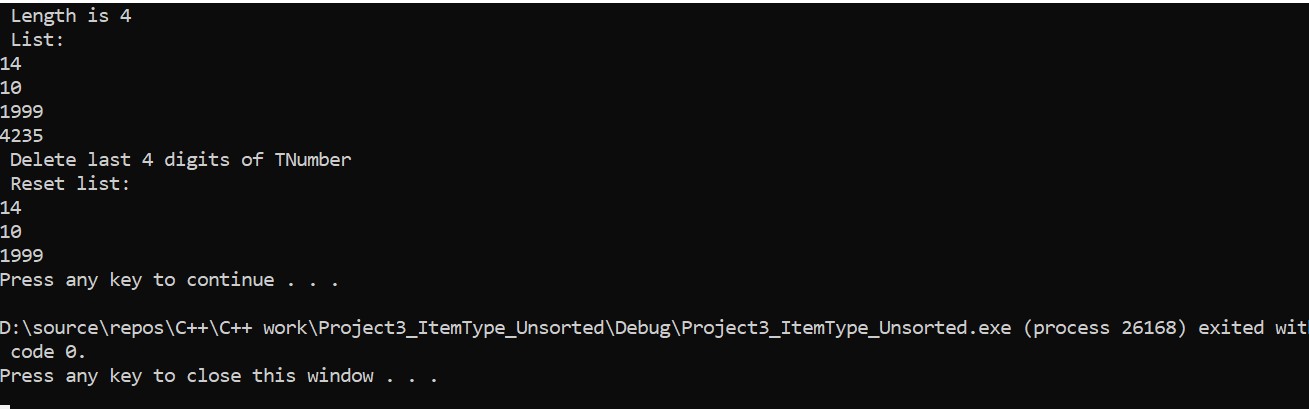 Length is 4
List:
14
10
1999
4235
Delete last 4 digits of TNumber
Reset list:
14
10
1999
Press any key to continue . . .
D:\source\repos\C++\C++ work\Project3_ItemType_Unsorted\Debug\Project3_ItemType_Unsorted.exe (process 26168) exited wit
code 0.
Press any key to close this window . . .